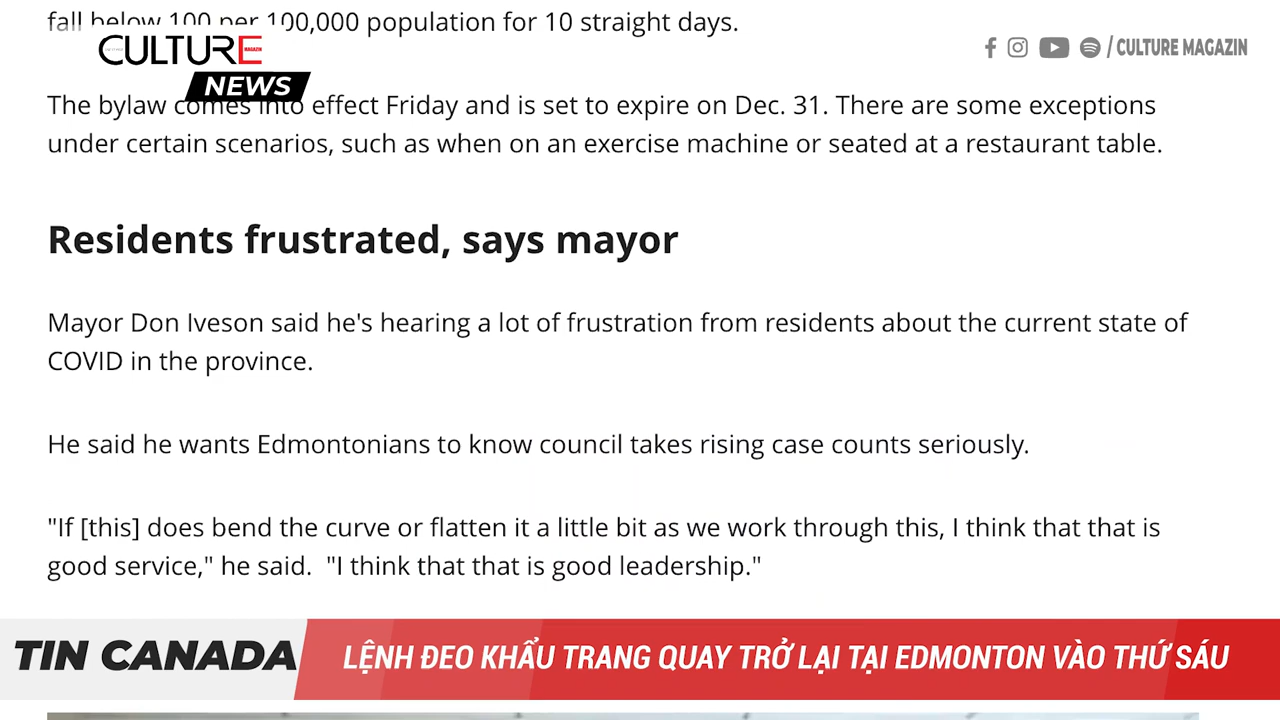 fall below 100 per 100,000 population for 10 straight days.
CULTURE MAGAZIN
NEWS
/ CULTURE MAGAZIN
The bylaw comes into effect Friday and is set to expire on Dec. 31. There are some exceptions
under certain scenarios, such as when on an exercise machine or seated at a restaurant table.
Residents frustrated, says mayor
Mayor Don Iveson said he's hearing a lot of frustration from residents about the current state of
COVID in the province.
He said he wants Edmontonians to know council takes rising case counts seriously.
"If [this] does bend the curve or flatten it a little bit as we work through this, I think that that is
good service," he said.  "I think that that is good leadership."
TIN CANADA
LỆNH ĐEO KHẨU TRANG QUAY TRỞ LẠI TẠI EDMONTON VÀO THỨ SÁU